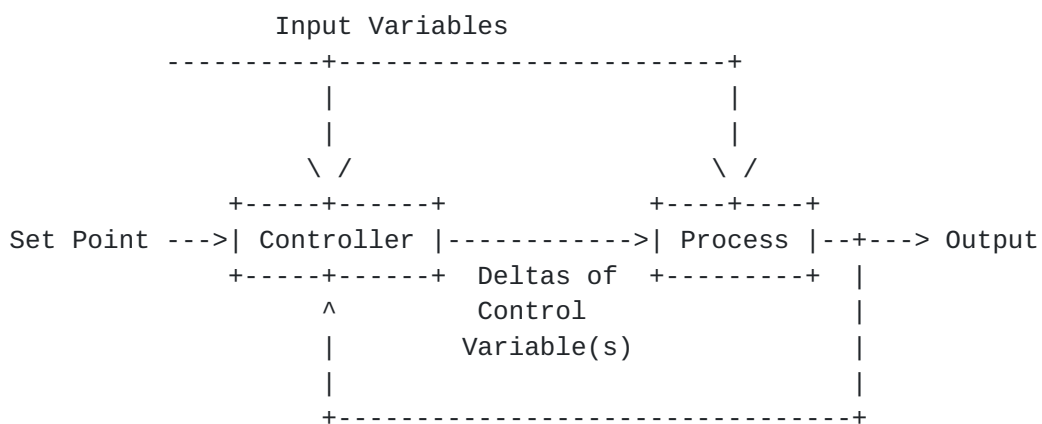 Input Variables
Set Point --->| Controller |------------>| Process |--+---> Output
Deltas of
Control
Variable(s)